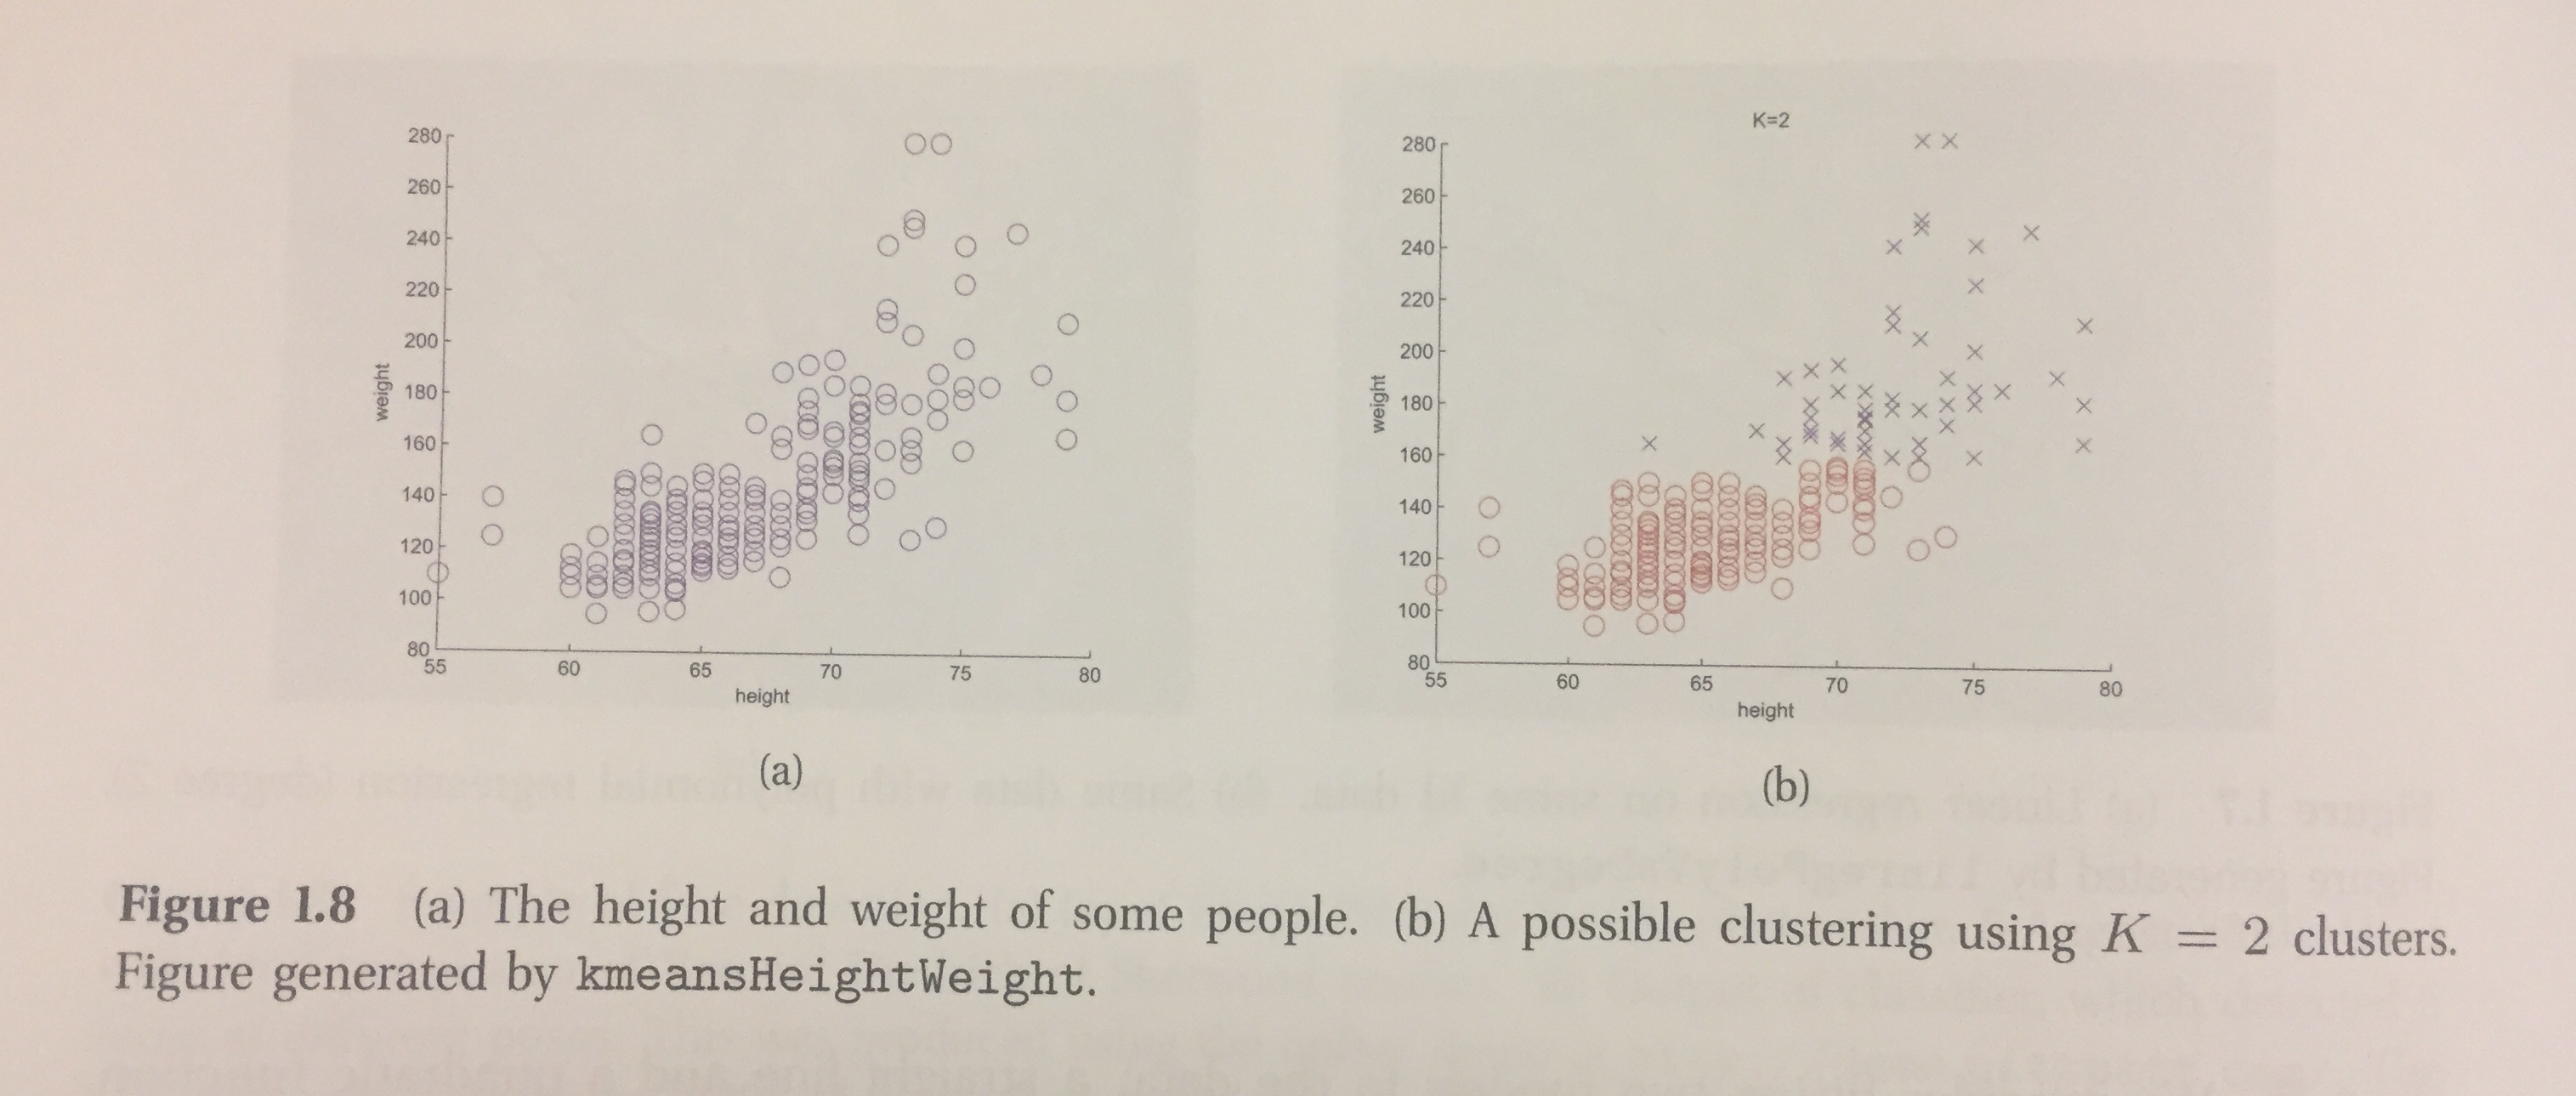 280
260
240
220
200
180
160
140
120
100
80
weight
55 60 65 70 75 80
height
(a)
K=2
280
260
240
220
200
180
160
140
120
100
80
weight
55 60 65 70 75 80
height
(b)
Figure 1.8 (a) The height and weight of some people. (b) A possible clustering using K = 2 clusters.
Figure generated by kmeansHeightWeight.